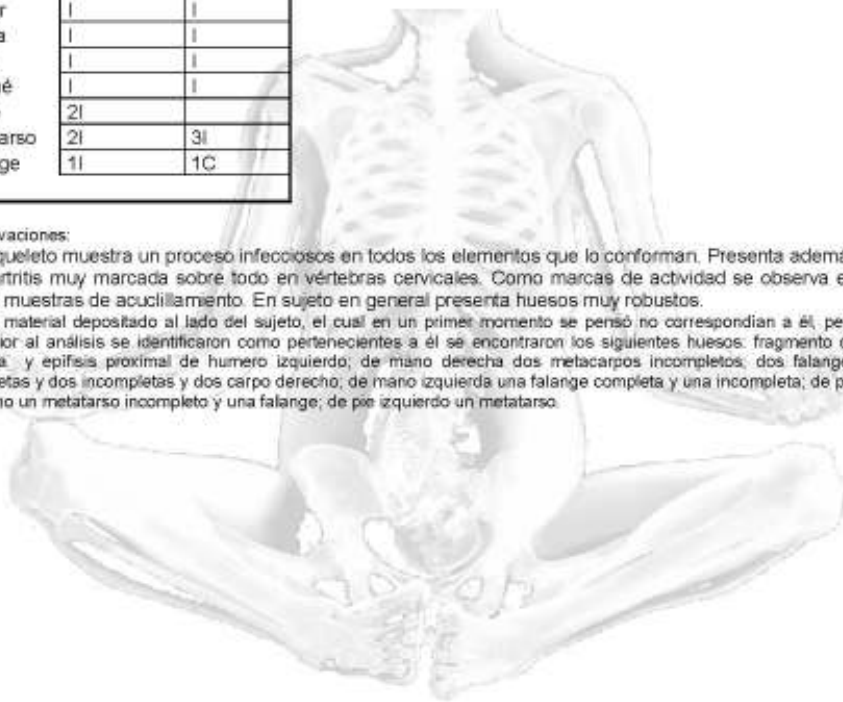 r I I
a I I
I I
é I I
2I
arso 2I 3I
ge 1I 1C
vaciones:
queleto muestra un proceso infecciosos en todos los elementos que lo conforman. Presenta ademá
rtritis muy marcada sobre todo en vértebras cervicales. Como marcas de actividad se observa e
muestras de acuclillamiento. En sujeto en general presenta huesos muy robustos.
material depositado al lado del sujeto, el cual en un primer momento se pensó no correspondian a él, pe
ior al análisis se identificaron como pertenecientes a él se encontraron los siguientes huesos: fragmento
a y epifisis proximal de humero izquierdo; de mano derecha dos metacarpos incompletos, dos falang
etas y dos incompletas y dos carpo derecho; de mano izquierda una falange completa y una incompleta; de p
o un metatarso incompleto y una falange; de pie izquierdo un metatarso.